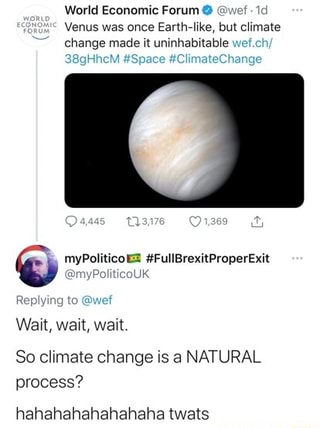 WORLD
ECONOMIC
FORUM
World Economic Forum @wef · 1d
Venus was once Earth-like, but climate
change made it uninhabitable wef.ch/
38gHhcM #Space #ClimateChange
4,445 3,176 1,369
myPolitico #FullBrexitProperExit
@myPoliticoUK
Replying to @wef
Wait, wait, wait.
So climate change is a NATURAL
process?
hahahahahahahaha twats